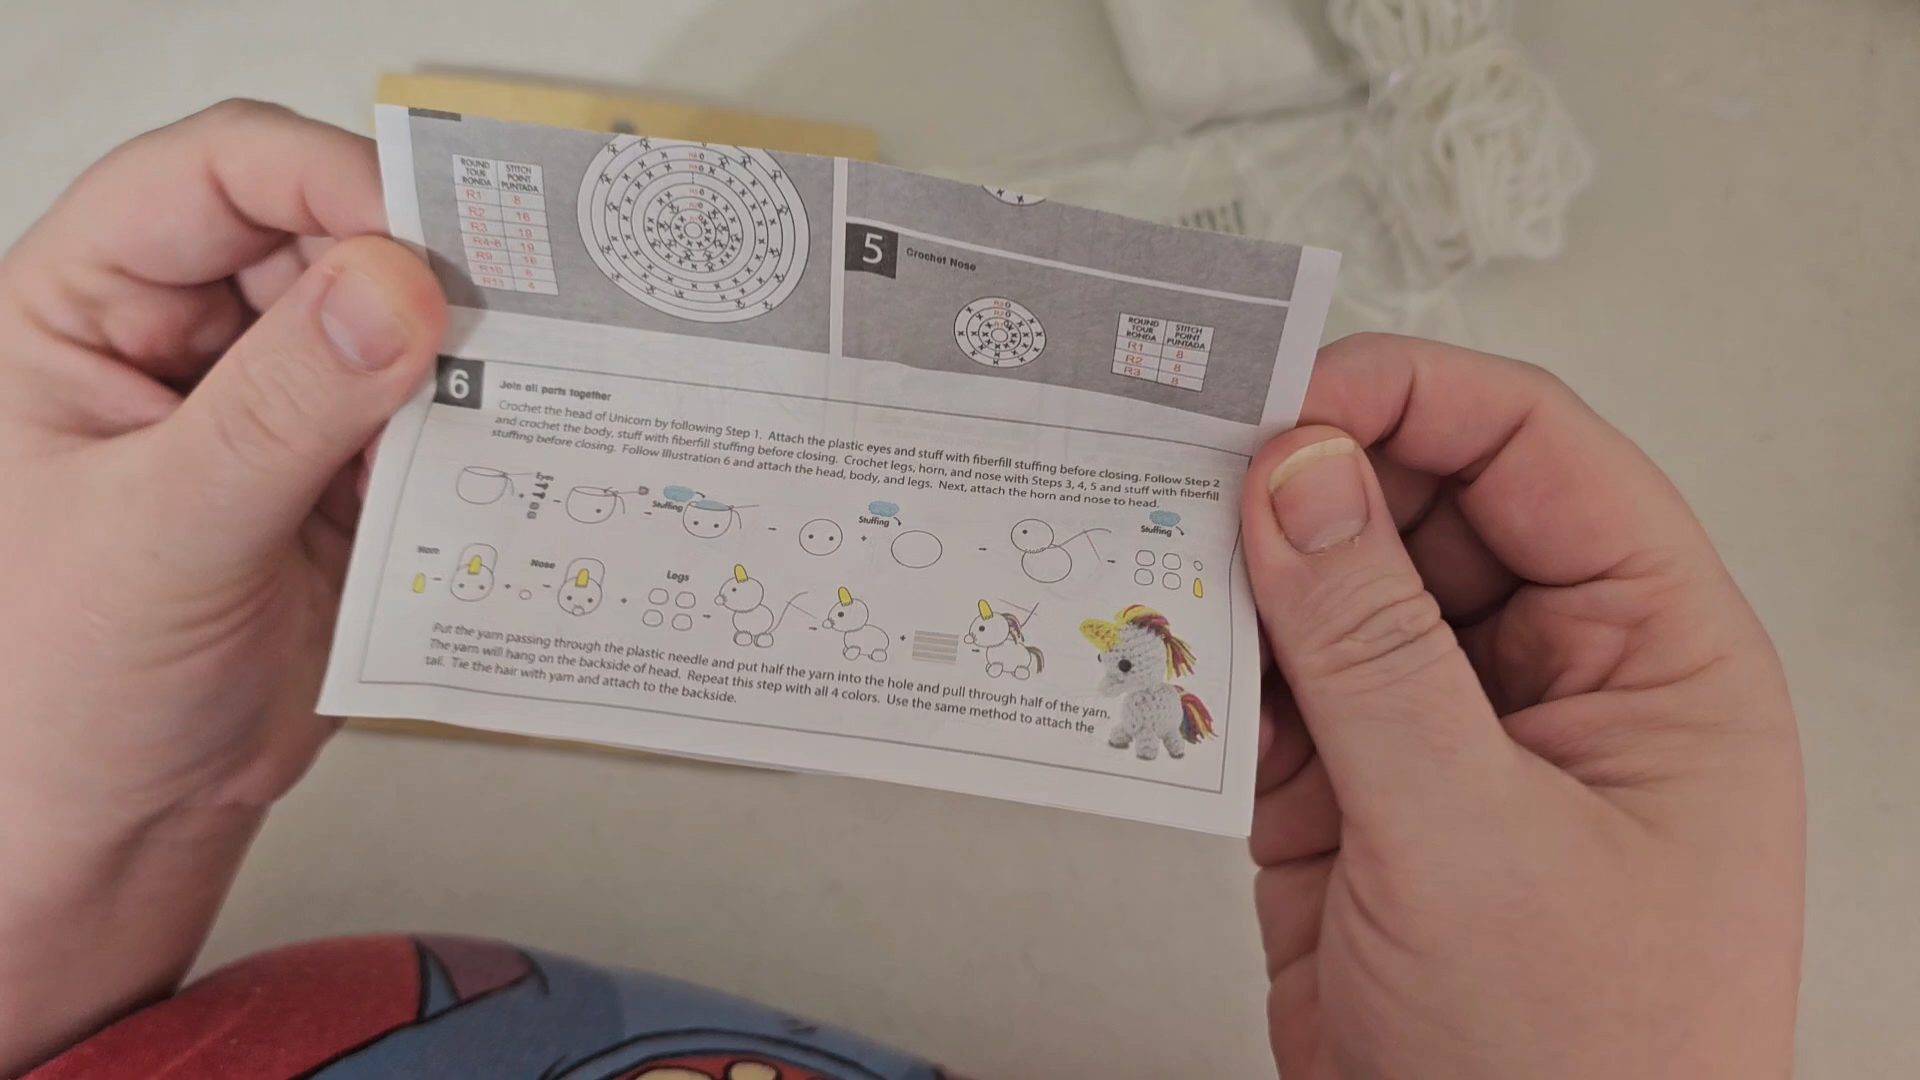 ROUND TOUR RONDA STITCH POINT PUNTADA
R1 8
R2 16
R3 19
R4-8 19
R9 16
R10 8
R11 4
5 Crochet Nose
ROUND TOUR RONDA STITCH POINT PUNTADA
R1 8
R2 8
R3 8
6 Join all parts together
Crochet the head of Unicorn by following Step 1. Attach the plastic eyes and stuff with fiberfill stuffing before closing. Follow Step 2
and crochet the body, stuff with fiberfill stuffing before closing. Crochet legs, horn, and nose with Steps 3, 4, 5 and stuff with fiberfill
stuffing before closing. Follow Illustration 6 and attach the head, body, and legs. Next, attach the horn and nose to head.
Eyes
Stuffing
Stuffing
Stuffing
Horn
Nose
Legs
Put the yarn passing through the plastic needle and put half the yarn into the hole and pull through half of the yarn.
The yarn will hang on the backside of head. Repeat this step with all 4 colors. Use the same method to attach the
tail. Tie the hair with yarn and attach to the backside.